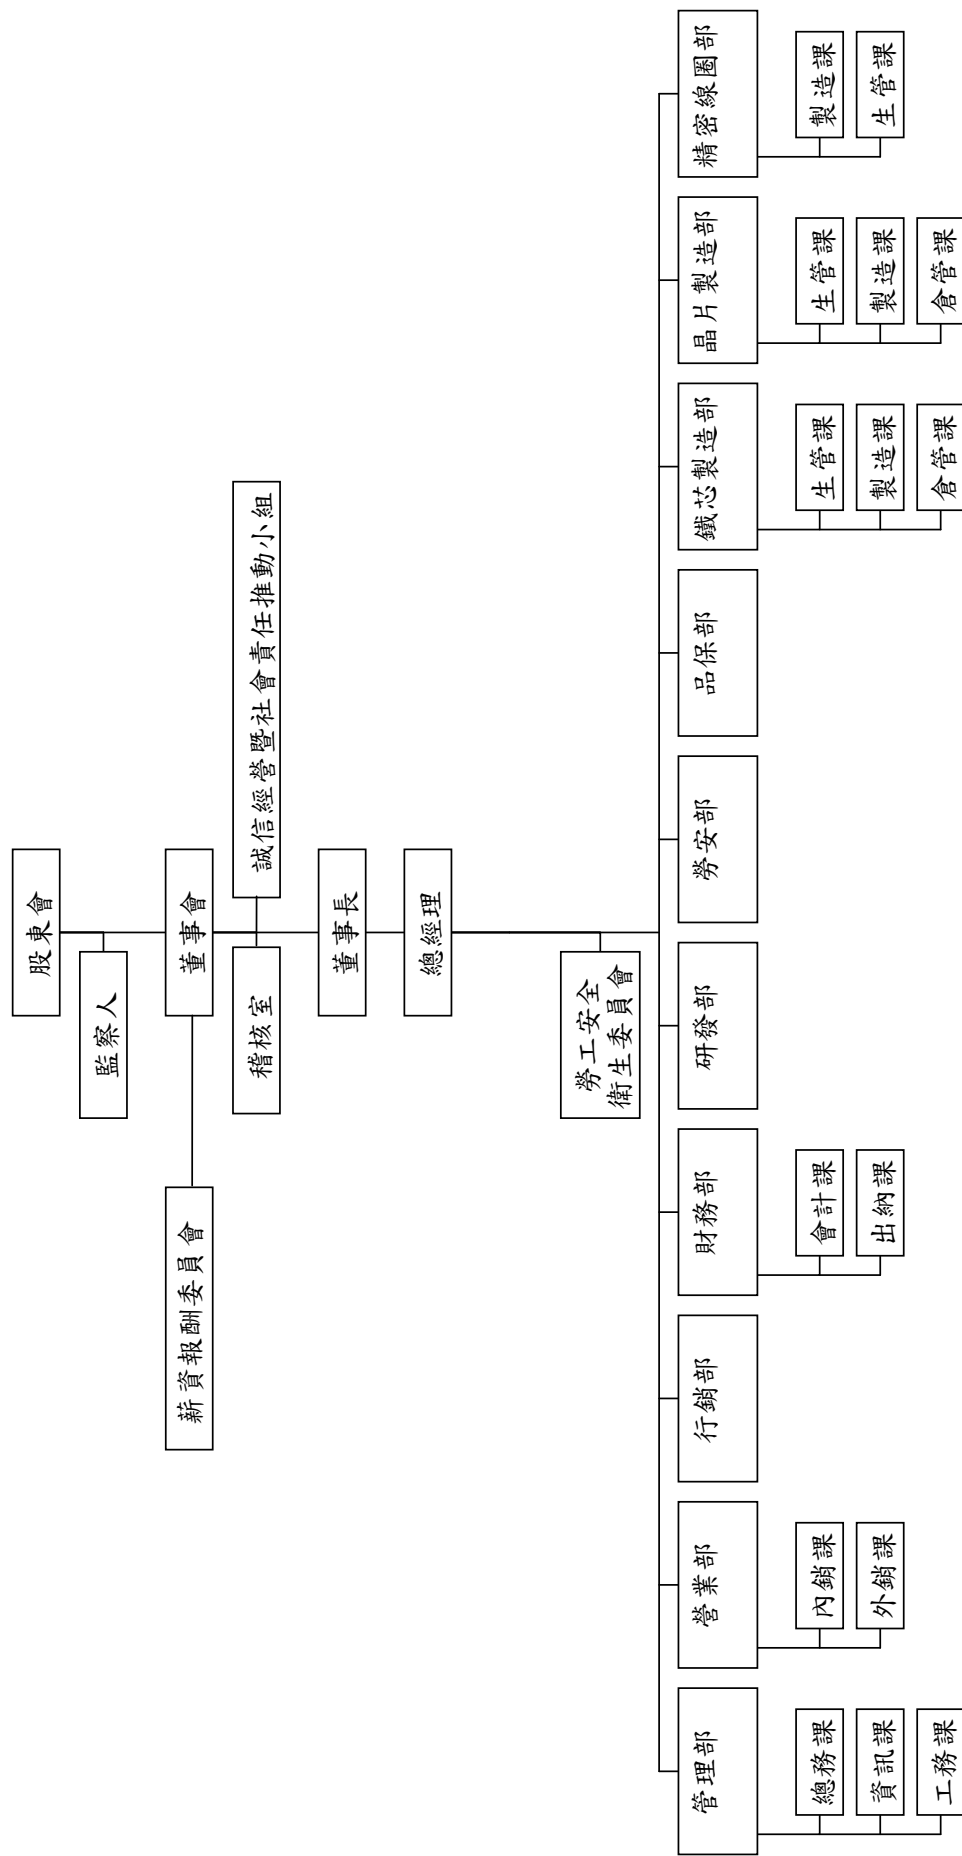 股東會
監察人
董事會
薪資報酬委員會
稽核室
誠信經營暨社會責任推動小組
董事長
總經理
勞工安全
衛生委員會
管理部
總務課
資訊課
工務課
營業部
內銷課
外銷課
行銷部
財務部
會計課
出納課
研發部
勞安部
品保部
鐵芯製造部
生管課
製造課
倉管課
晶片製造部
生管課
製造課
倉管課
精密線圈部
製造課
生管課